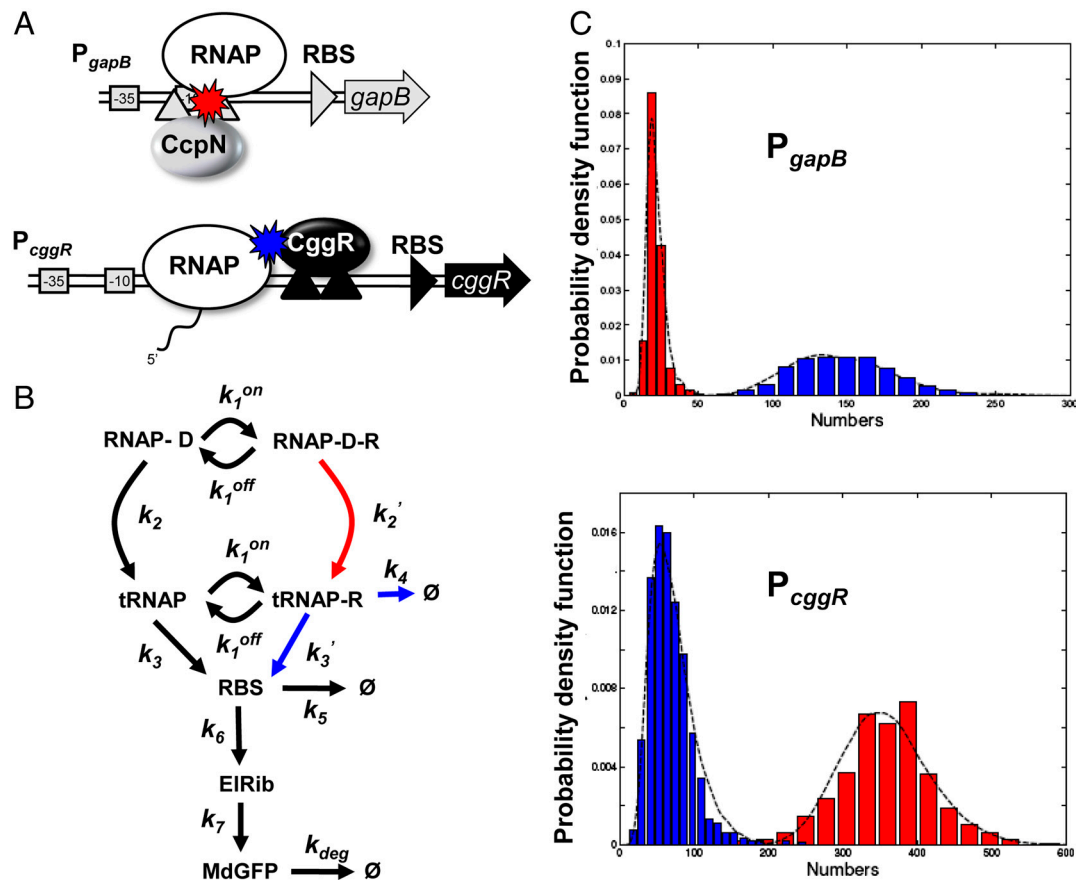 A
P gapB
RNAP
RBS
-35
-1
gapB
CcpN
P cggR
RNAP
CggR
RBS
-35
-10
cggR
5'
B
k1on
RNAP- D
RNAP-D-R
k1off
k2
k2'
k1on
tRNAP
tRNAP-R
k4
Ø
k1off
k3
k3'
RBS
Ø
k5
k6
ElRib
k7
MdGFP
kdeg
Ø
C
Probability density function
0.1
0.09
0.08
0.07
0.06
0.05
0.04
0.03
0.02
0.01
0
P gapB
0 50 100 150 200 250 300
Numbers
Probability density function
0.016
0.012
0.008
0.004
0
P cggR
0 100 200 300 400 500 600
Numbers